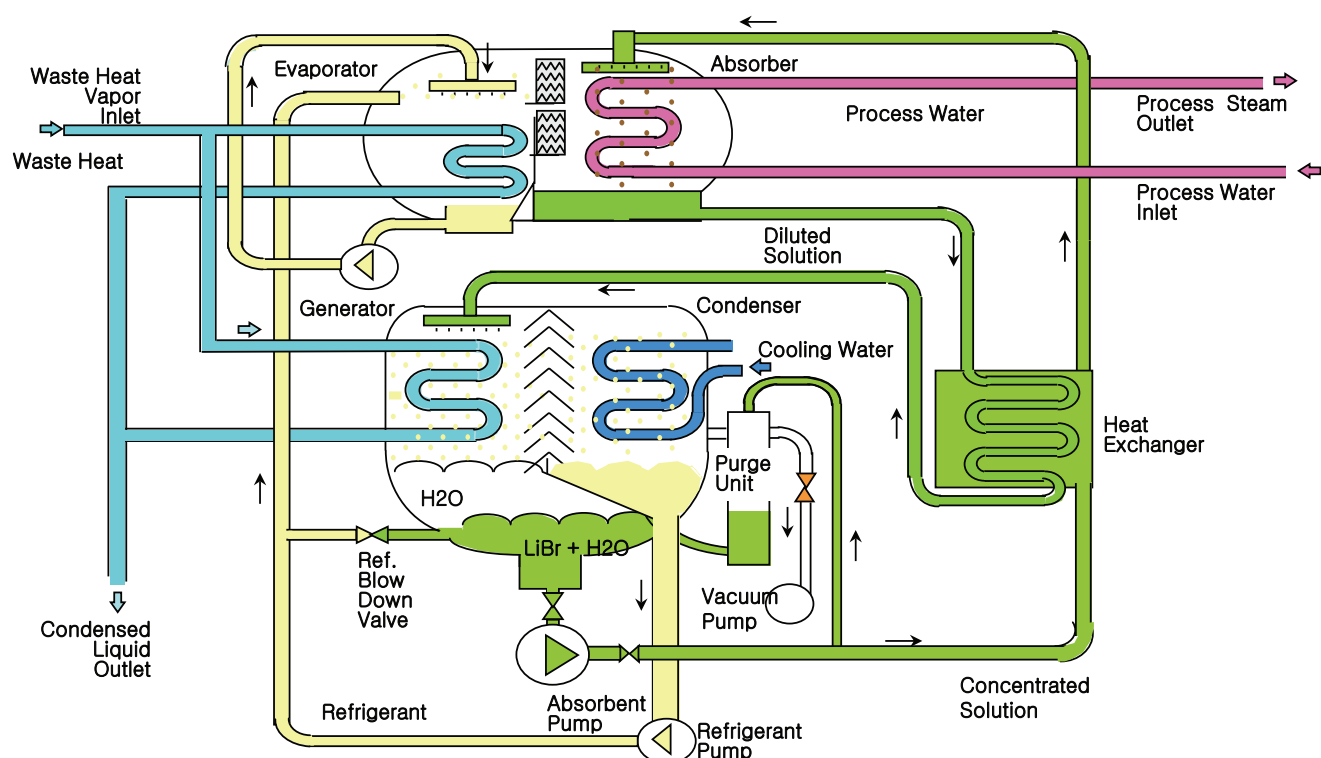 Waste Heat
Vapor
Inlet
Waste Heat
Evaporator
Absorber
Process Water
Process Steam
Outlet
Process Water
Inlet
Diluted
Solution
Generator
Condenser
Cooling Water
Heat
Exchanger
Purge
Unit
H2O
LiBr + H2O
Ref.
Blow
Down
Valve
Vacuum
Pump
Condensed
Liquid
Outlet
Absorbent
Pump
Concentrated
Solution
Refrigerant
Refrigerant
Pump